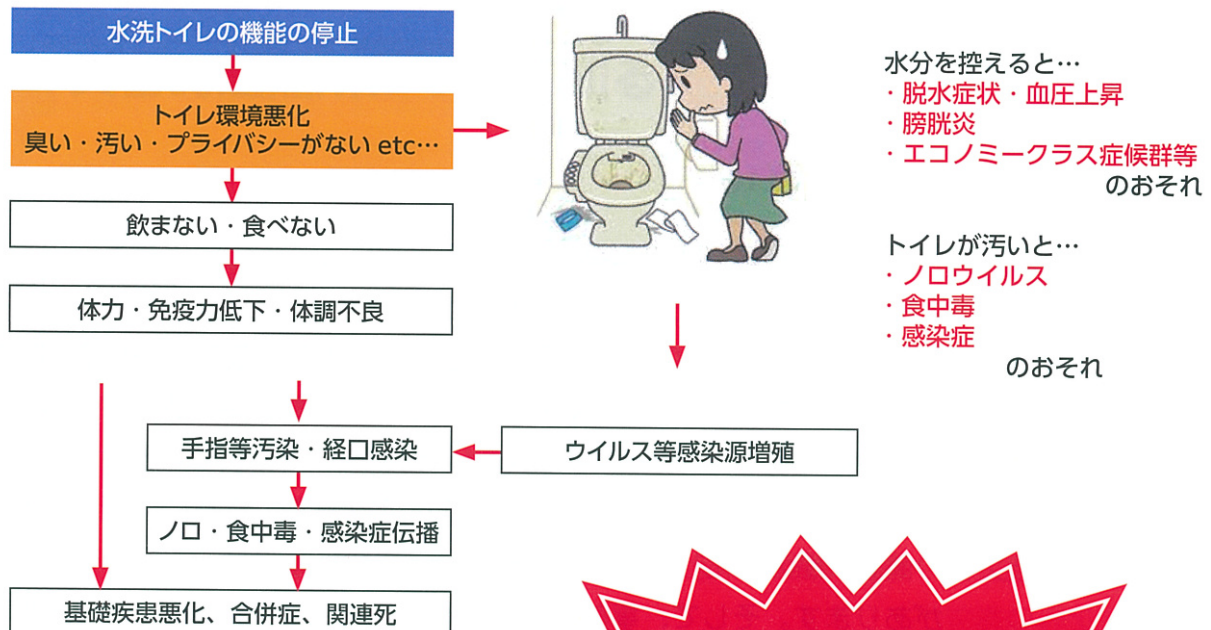 水洗トイレの機能の停止
トイレ環境悪化
臭い・汚い・プライバシーがない etc…
飲まない・食べない
体力・免疫力低下・体調不良
水分を控えると…
・脱水症状・血圧上昇
・膀胱炎
・エコノミークラス症候群等
のおそれ
トイレが汚いと…
・ノロウイルス
・食中毒
・感染症
のおそれ
手指等汚染・経口感染
ウイルス等感染源増殖
ノロ・食中毒・感染症伝播
基礎疾患悪化、合併症、関連死